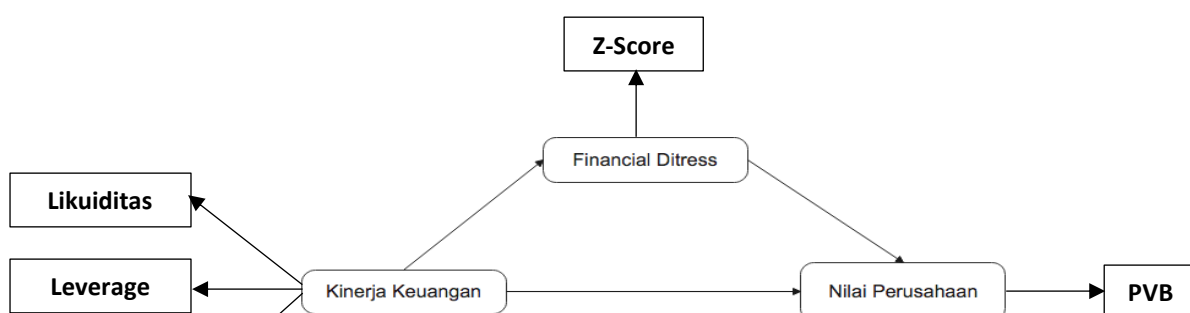 Z-Score
Financial Ditress
Likuiditas
Leverage
Kinerja Keuangan
Nilai Perusahaan
PVB